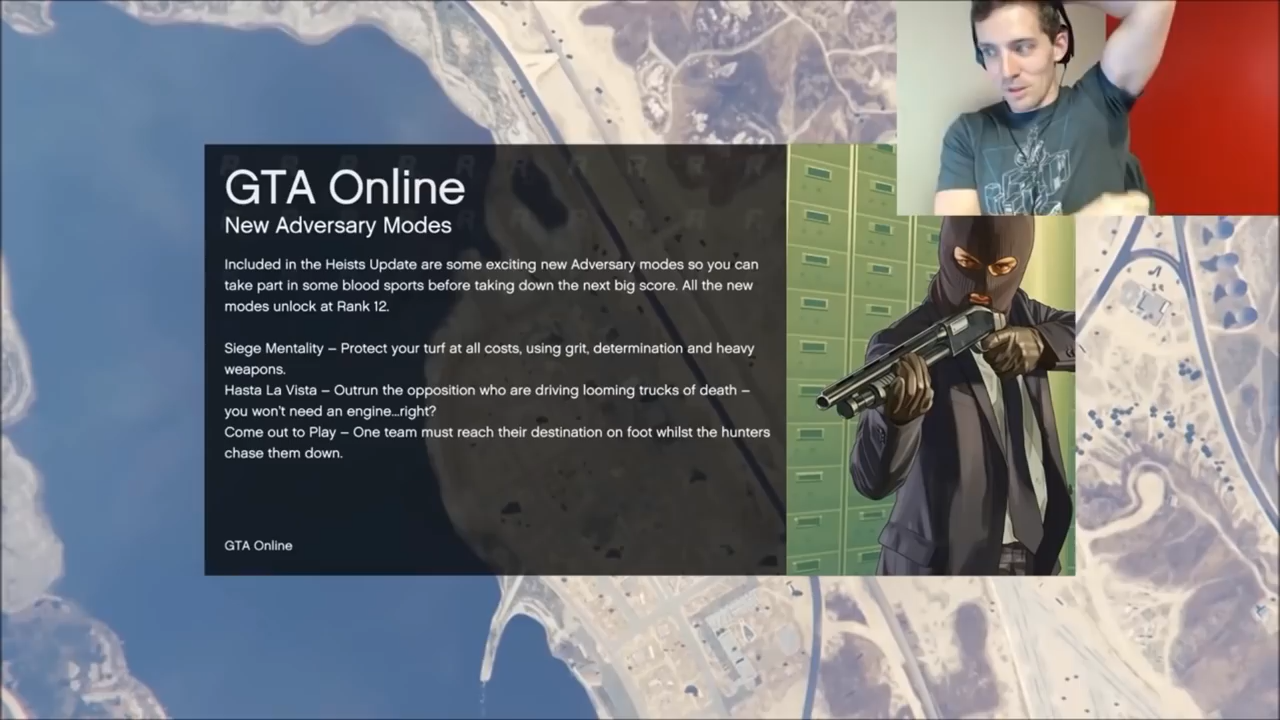 GTA Online
New Adversary Modes
Included in the Heists Update are some exciting new Adversary modes so you can
take part in some blood sports before taking down the next big score. All the new
modes unlock at Rank 12.
Siege Mentality – Protect your turf at all costs, using grit, determination and heavy
weapons.
Hasta La Vista – Outrun the opposition who are driving looming trucks of death –
you won't need an engine...right?
Come out to Play – One team must reach their destination on foot whilst the hunters
chase them down.
GTA Online